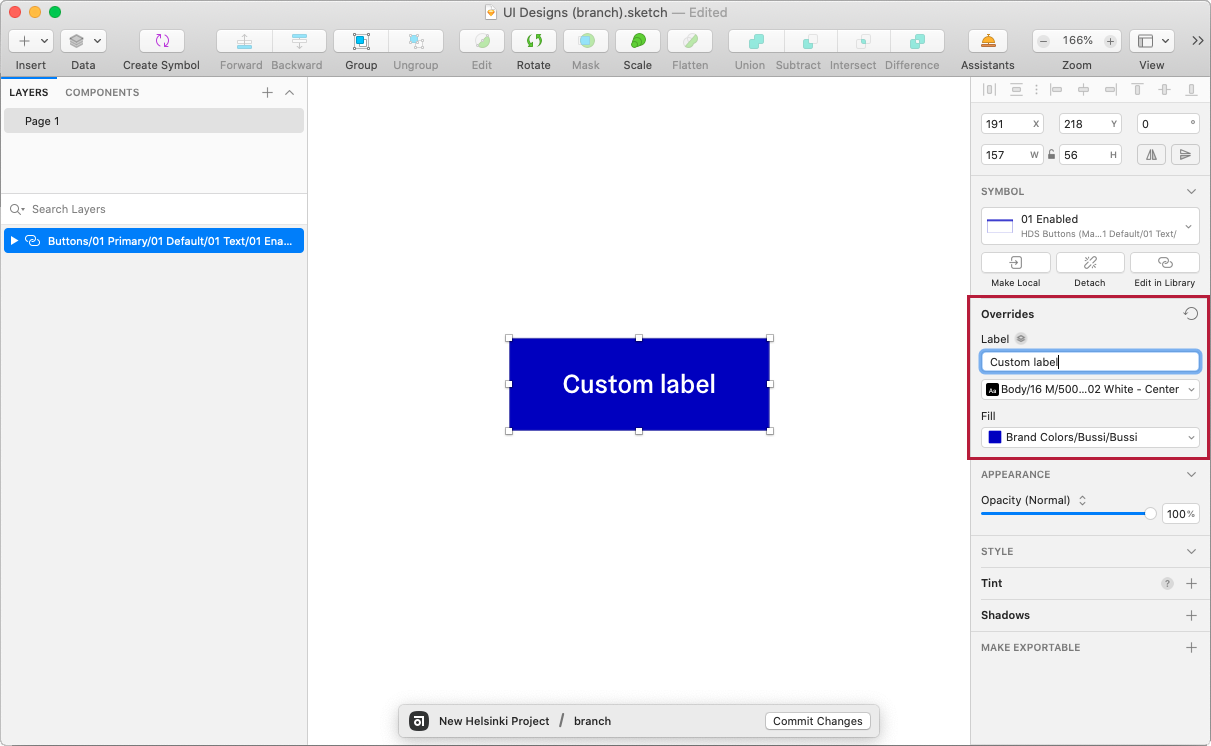 UI Designs (branch).sketch — Edited
166%
Insert Data Create Symbol Forward Backward Group Ungroup Edit Rotate Mask Scale Flatten Union Subtract Intersect Difference Assistants Zoom View
LAYERS COMPONENTS
Page 1
Search Layers
Buttons/01 Primary/01 Default/01 Text/01 Ena...
Custom label
New Helsinki Project / branch Commit Changes
191 X 218 Y 0 °
157 W 56 H
SYMBOL
01 Enabled
HDS Buttons (Ma...1 Default/01 Text/
Make Local Detach Edit in Library
Overrides
Label
Custom label
Aa Body/16 M/500...02 White - Center
Fill
Brand Colors/Bussi/Bussi
APPEARANCE
Opacity (Normal)
100%
STYLE
Tint ?
Shadows
MAKE EXPORTABLE